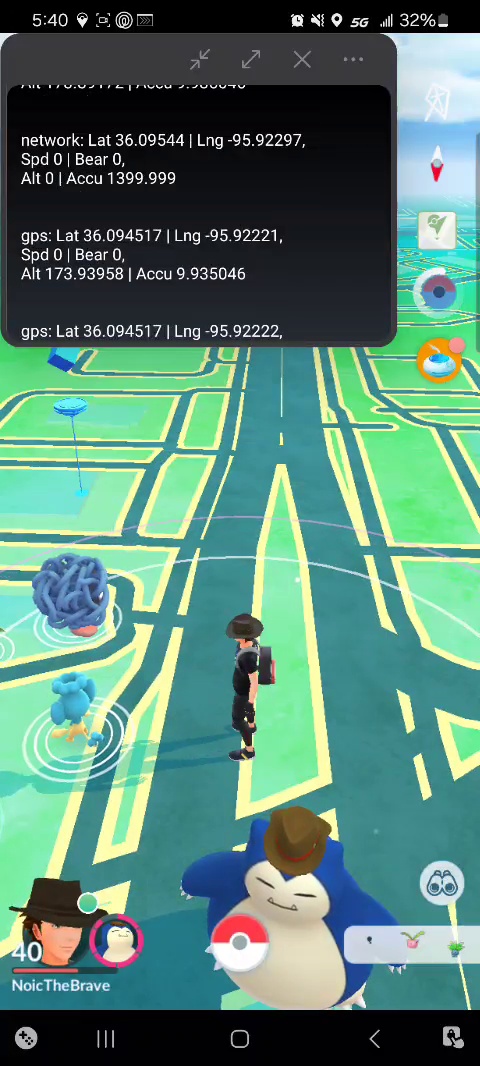 5:40
5G
32%
Alt 173.39172 | Accu 9.936046
network: Lat 36.09544 | Lng -95.92297,
Spd 0 | Bear 0,
Alt 0 | Accu 1399.999
gps: Lat 36.094517 | Lng -95.92221,
Spd 0 | Bear 0,
Alt 173.93958 | Accu 9.935046
gps: Lat 36.094517 | Lng -95.92222,
40
NoicTheBrave